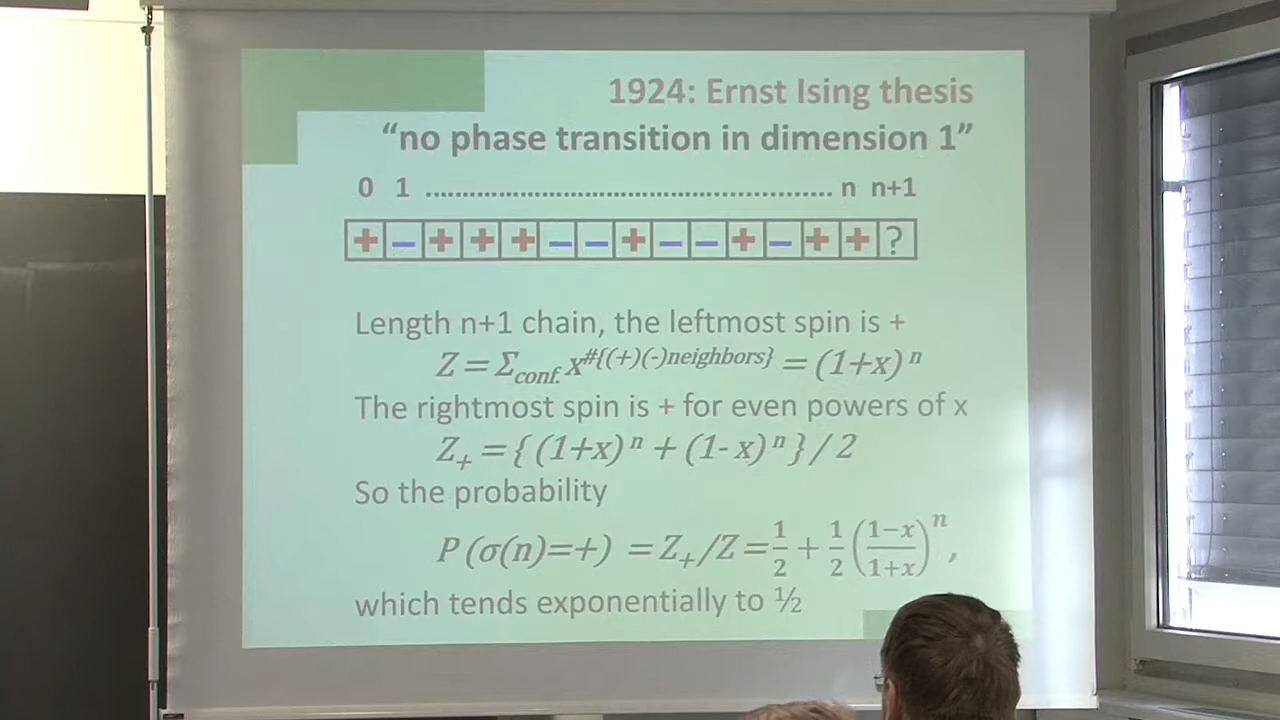 1924: Ernst Ising thesis
“no phase transition in dimension 1”
0 1 ....................................................... n n+1
+ − + + + − − + − − + − + + ?
Length n+1 chain, the leftmost spin is +
Z = Σ_conf. x^#{(+)(-)neighbors} = (1+x)^n
The rightmost spin is + for even powers of x
Z₊ = { (1+x)^n + (1-x)^n } / 2
So the probability
P (σ(n)=+) = Z₊/Z = 1/2 + 1/2 ((1−x)/(1+x))^n ,
which tends exponentially to ½